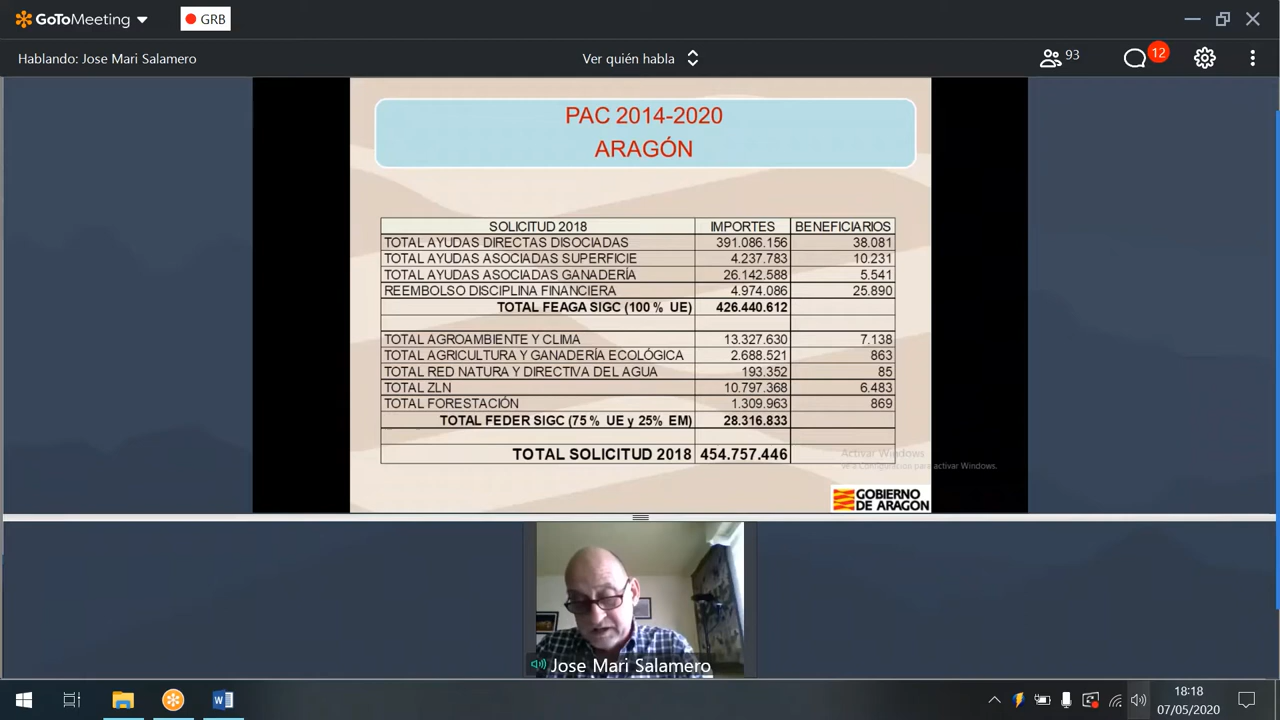 GoToMeeting
GRB
Hablando: Jose Mari Salamero
Ver quién habla
93
12
PAC 2014-2020
ARAGÓN
SOLICITUD 2018 IMPORTES BENEFICIARIOS
TOTAL AYUDAS DIRECTAS DISOCIADAS 391.086.156 38.081
TOTAL AYUDAS ASOCIADAS SUPERFICIE 4.237.783 10.231
TOTAL AYUDAS ASOCIADAS GANADERÍA 26.142.588 5.541
REEMBOLSO DISCIPLINA FINANCIERA 4.974.086 25.890
TOTAL FEAGA SIGC (100 % UE) 426.440.612
TOTAL AGROAMBIENTE Y CLIMA 13.327.630 7.138
TOTAL AGRICULTURA Y GANADERÍA ECOLÓGICA 2.688.521 863
TOTAL RED NATURA Y DIRECTIVA DEL AGUA 193.352 85
TOTAL ZLN 10.797.368 6.483
TOTAL FORESTACIÓN 1.309.963 869
TOTAL FEDER SIGC (75 % UE y 25% EM) 28.316.833
TOTAL SOLICITUD 2018 454.757.446
Activar Windows
Ve a Configuración para activar Windows.
GOBIERNO
DE ARAGON
Jose Mari Salamero
18:18
07/05/2020